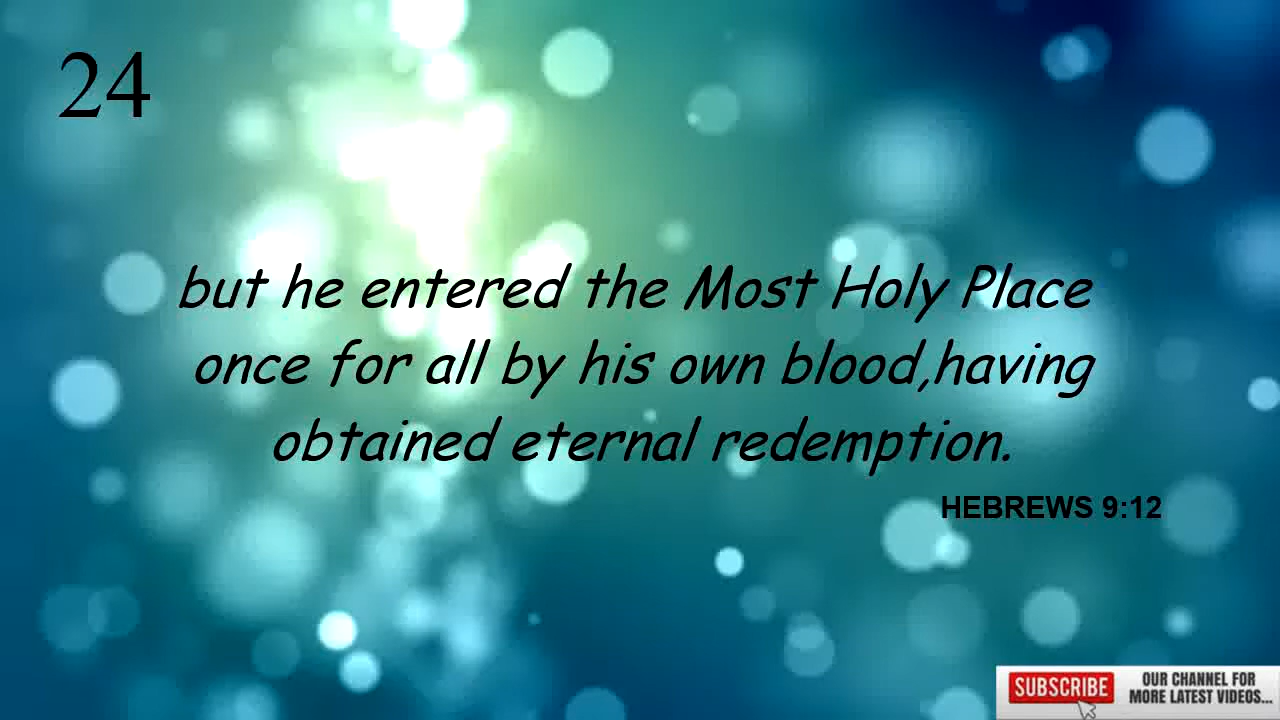 24
but he entered the Most Holy Place
once for all by his own blood,having
obtained eternal redemption.
HEBREWS 9:12
SUBSCRIBE
OUR CHANNEL FOR
MORE LATEST VIDEOS...